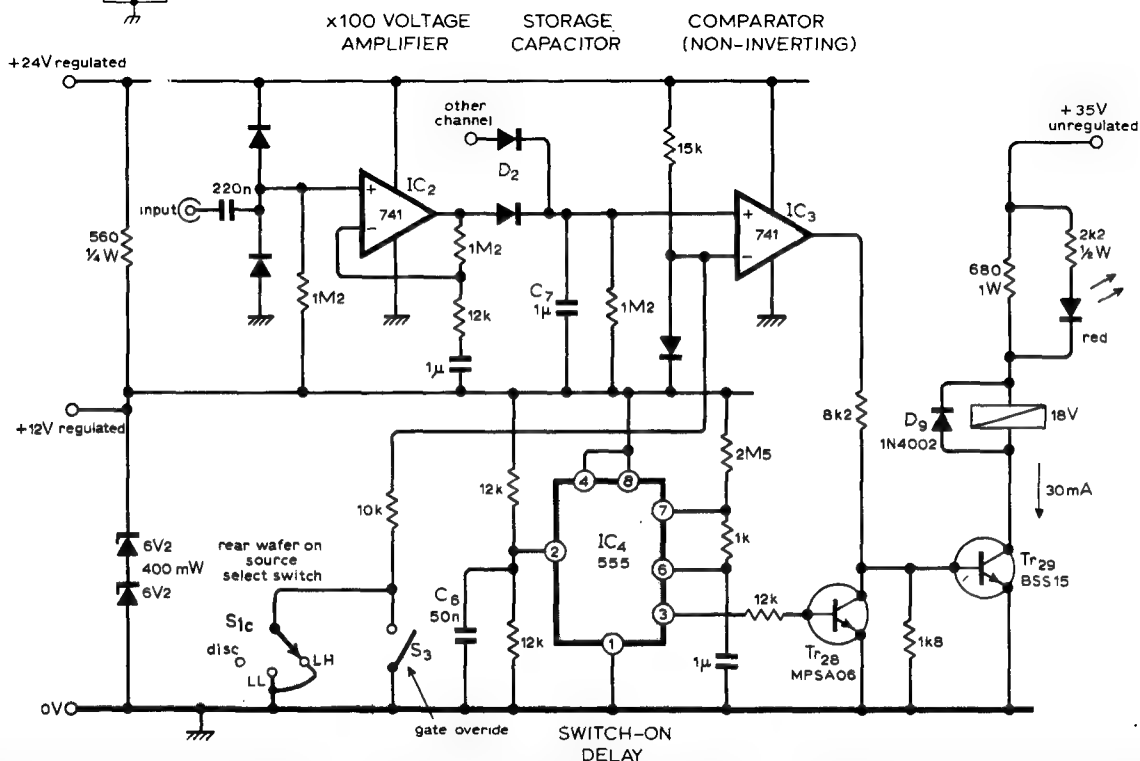 x100 VOLTAGE
AMPLIFIER
STORAGE
CAPACITOR
COMPARATOR
(NON-INVERTING)
+24V regulated
other
channel
D2
15k
+35V
unregulated
220n
input
IC2
+
741
-
IC3
+
741
-
560
¼W
1M2
1M2
12k
1µ
C7
1µ
1M2
680
1W
2k2
½W
red
+12V regulated
8k2
D9
1N4002
18V
30mA
12k
2M5
10k
4
8
7
2
IC4
555
1k
6
3
1
6V2
400mW
6V2
rear wafer on
source
select switch
C6
50n
12k
12k
Tr29
BSS15
S1c
disc
LH
LL
S3
1µ
Tr28
MPSA06
1k8
0V
gate overide
SWITCH-ON
DELAY